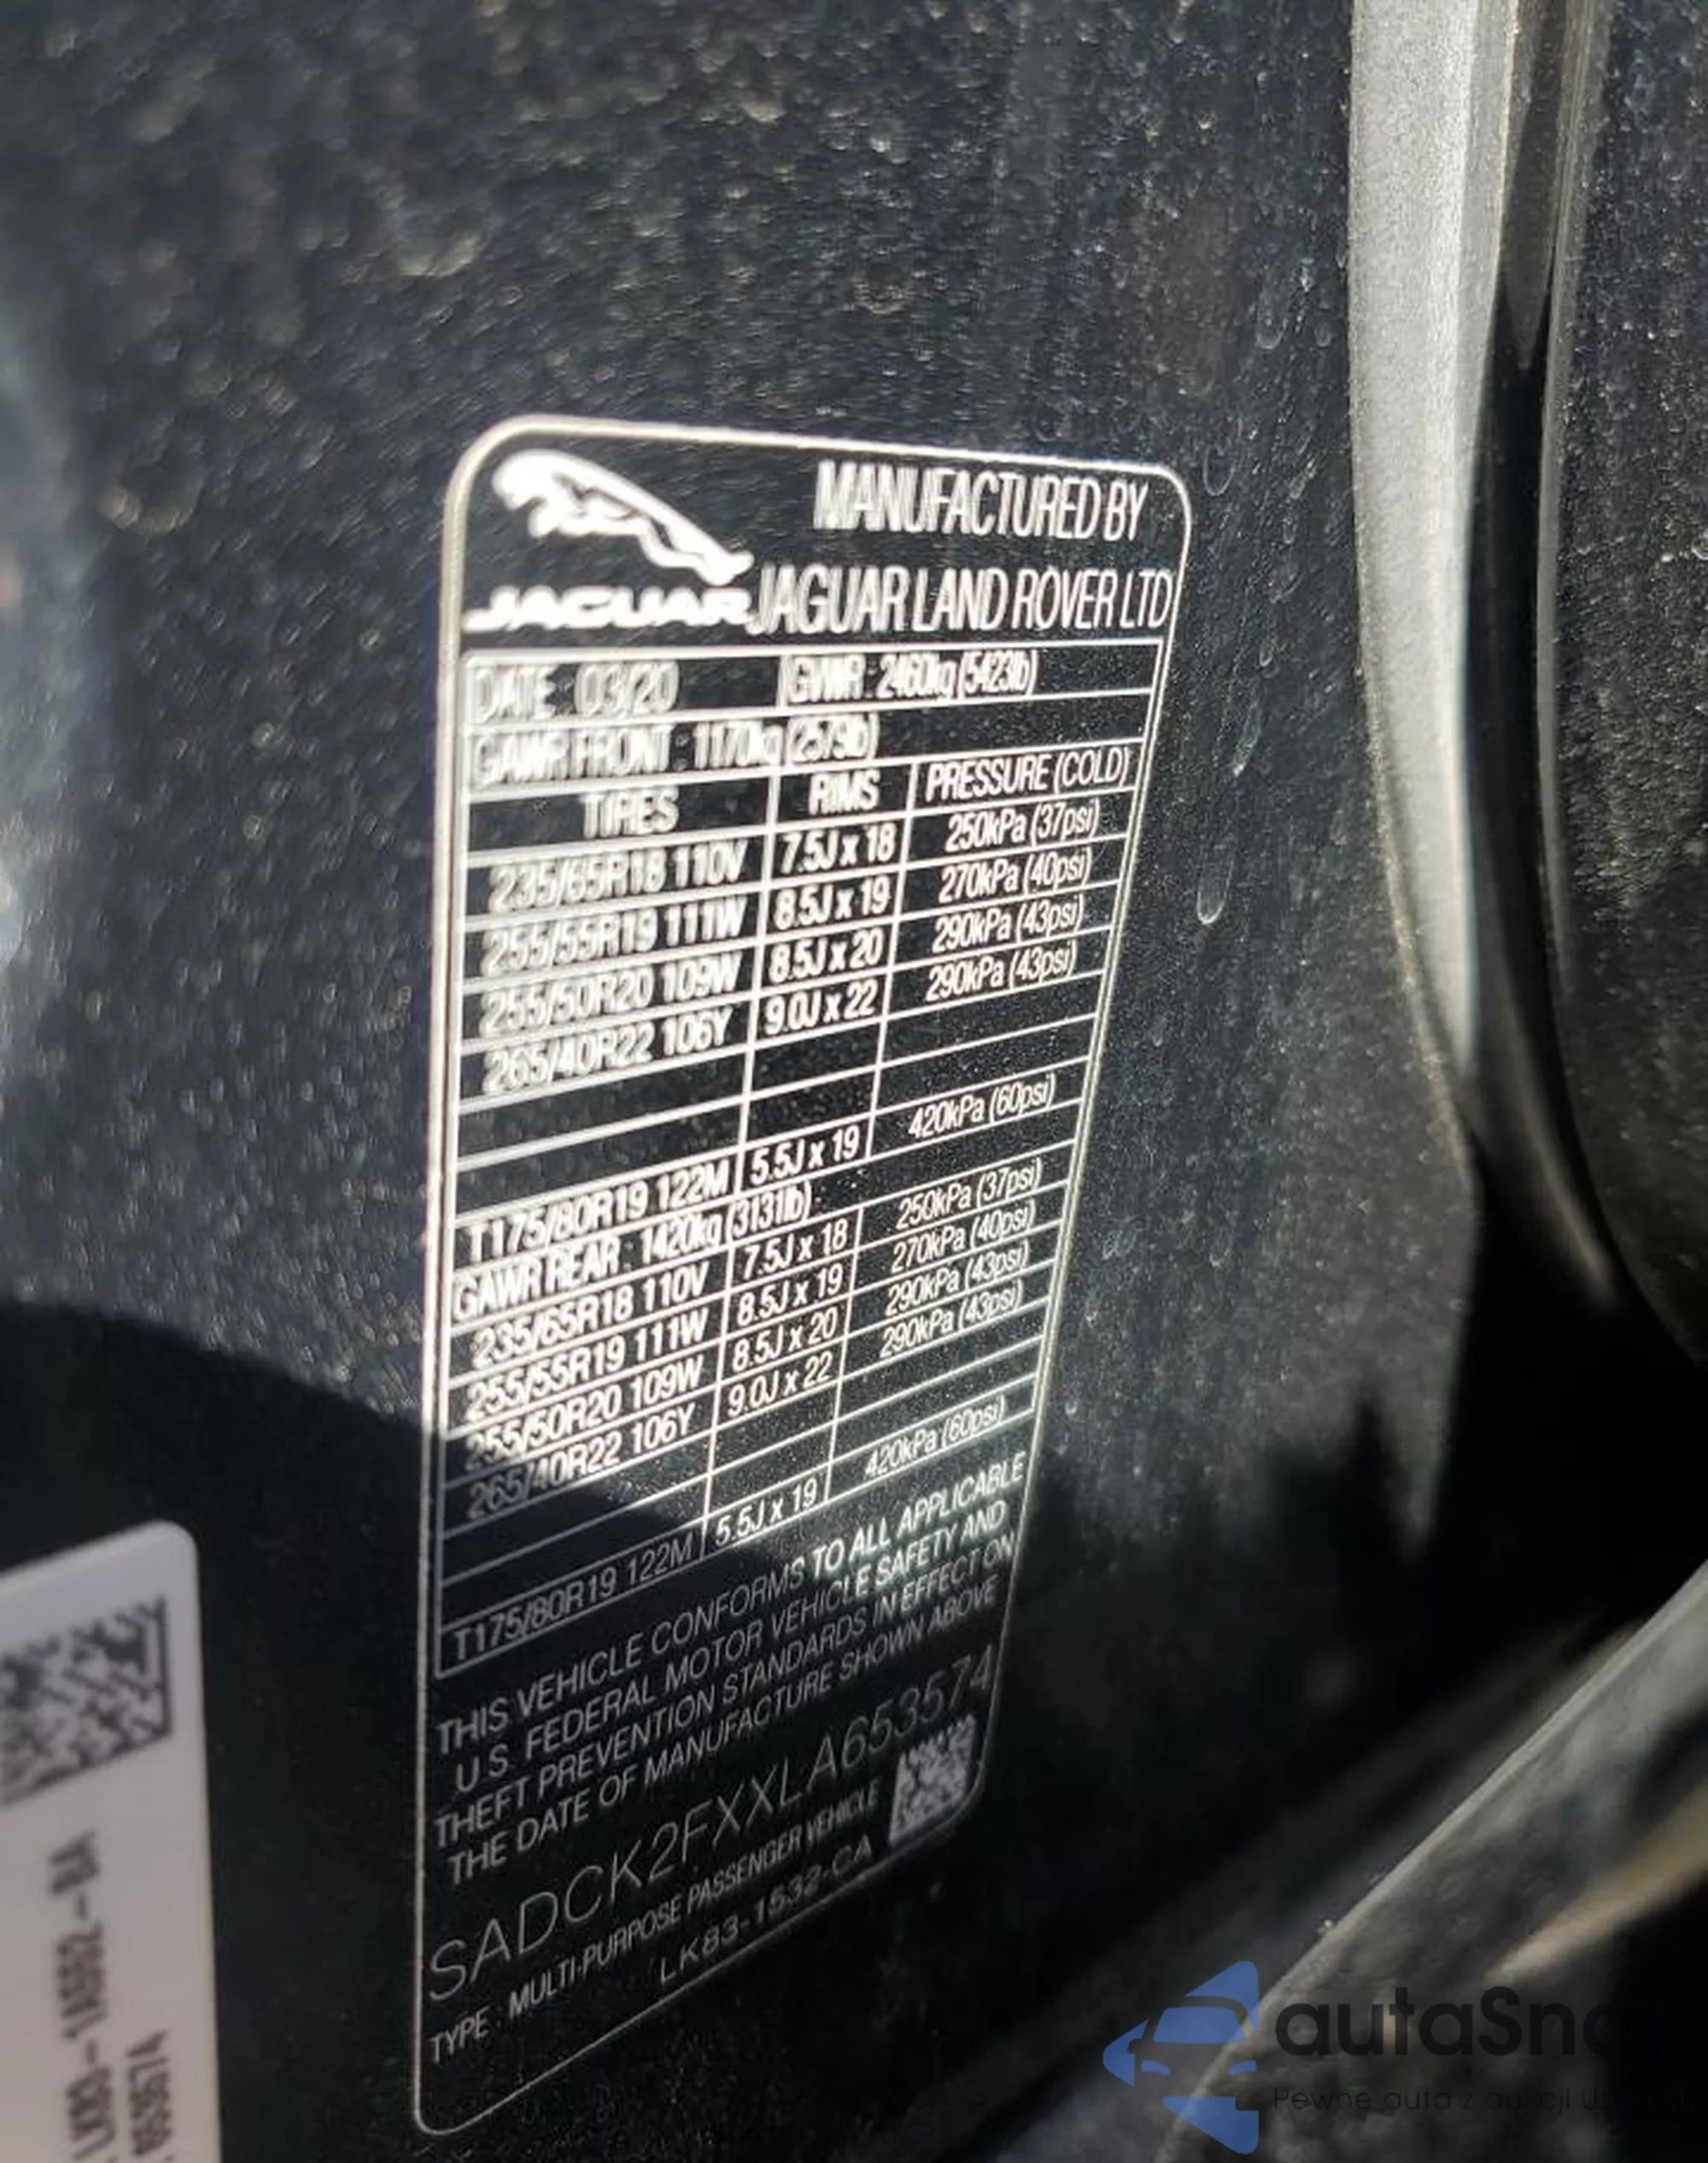 JAGUAR
MANUFACTURED BY
JAGUAR LAND ROVER LTD
DATE : 03/20 GVWR : 2460kg (5423lb)
GAWR FRONT : 1170kg (2579lb)
TIRES RIMS PRESSURE (COLD)
235/65R18 110V 7.5J x 18 250kPa (37psi)
255/55R19 111W 8.5J x 19 270kPa (40psi)
255/50R20 109W 8.5J x 20 290kPa (43psi)
265/40R22 106Y 9.0J x 22 290kPa (43psi)
T175/80R19 122M 5.5J x 19 420kPa (60psi)
GAWR REAR : 1420kg (3131lb)
235/65R18 110V 7.5J x 18 250kPa (37psi)
255/55R19 111W 8.5J x 19 270kPa (40psi)
255/50R20 109W 8.5J x 20 290kPa (43psi)
265/40R22 106Y 9.0J x 22 290kPa (43psi)
T175/80R19 122M 5.5J x 19 420kPa (60psi)
THIS VEHICLE CONFORMS TO ALL APPLICABLE
U.S. FEDERAL MOTOR VEHICLE SAFETY AND
THEFT PREVENTION STANDARDS IN EFFECT ON
THE DATE OF MANUFACTURE SHOWN ABOVE
SADCK2FXXLA653574
TYPE : MULTI-PURPOSE PASSENGER VEHICLE
LK83-1532-CA
autaSna
Pewne auta z aukcji U